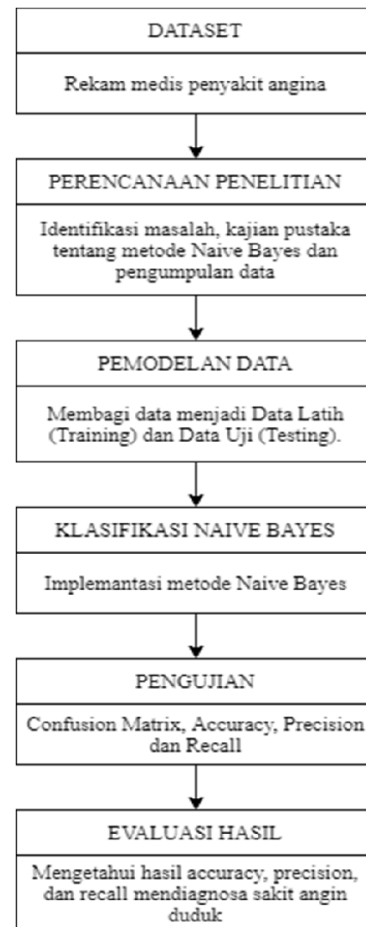 DATASET
Rekam medis penyakit angina
PERENCANAAN PENELITIAN
Identifikasi masalah, kajian pustaka
tentang metode Naive Bayes dan
pengumpulan data
PEMODELAN DATA
Membagi data menjadi Data Latih
(Training) dan Data Uji (Testing).
KLASIFIKASI NAIVE BAYES
Implemantasi metode Naive Bayes
PENGUJIAN
Confusion Matrix, Accuracy, Precision
dan Recall
EVALUASI HASIL
Mengetahui hasil accuracy, precision,
dan recall mendiagnosa sakit angin
duduk